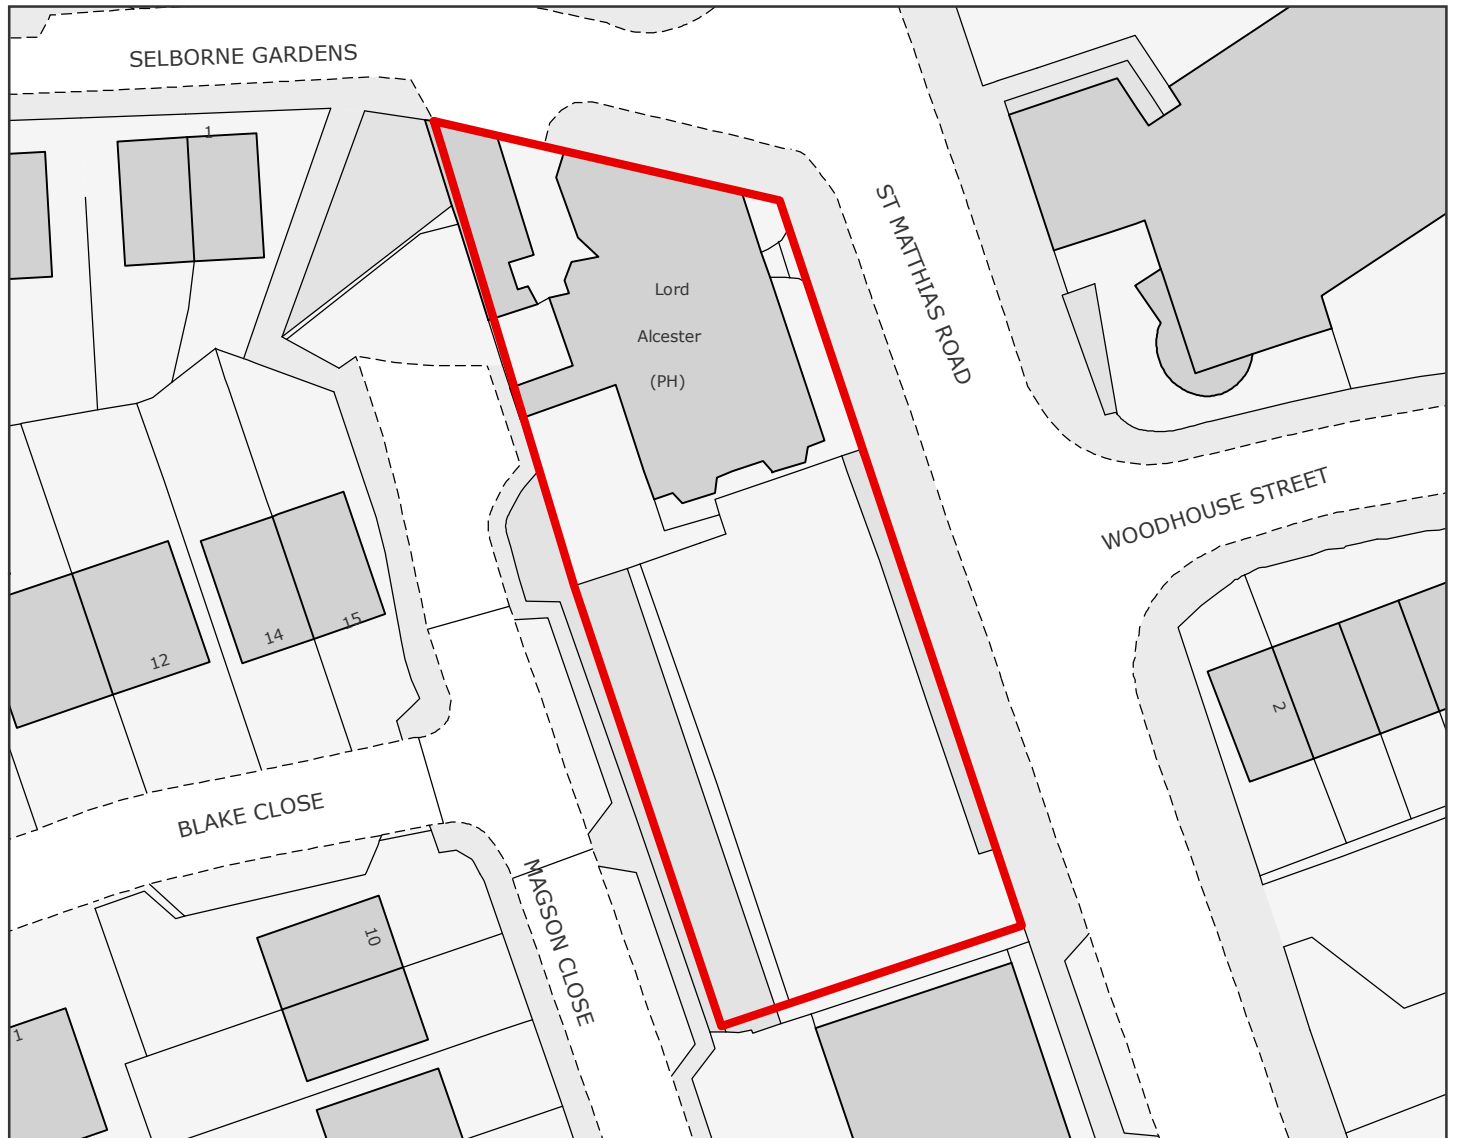 SELBORNE GARDENS
1
ST MATTHIAS ROAD
Lord
Alcester
(PH)
WOODHOUSE STREET
15
14
12
2
BLAKE CLOSE
MAGSON CLOSE
10
1